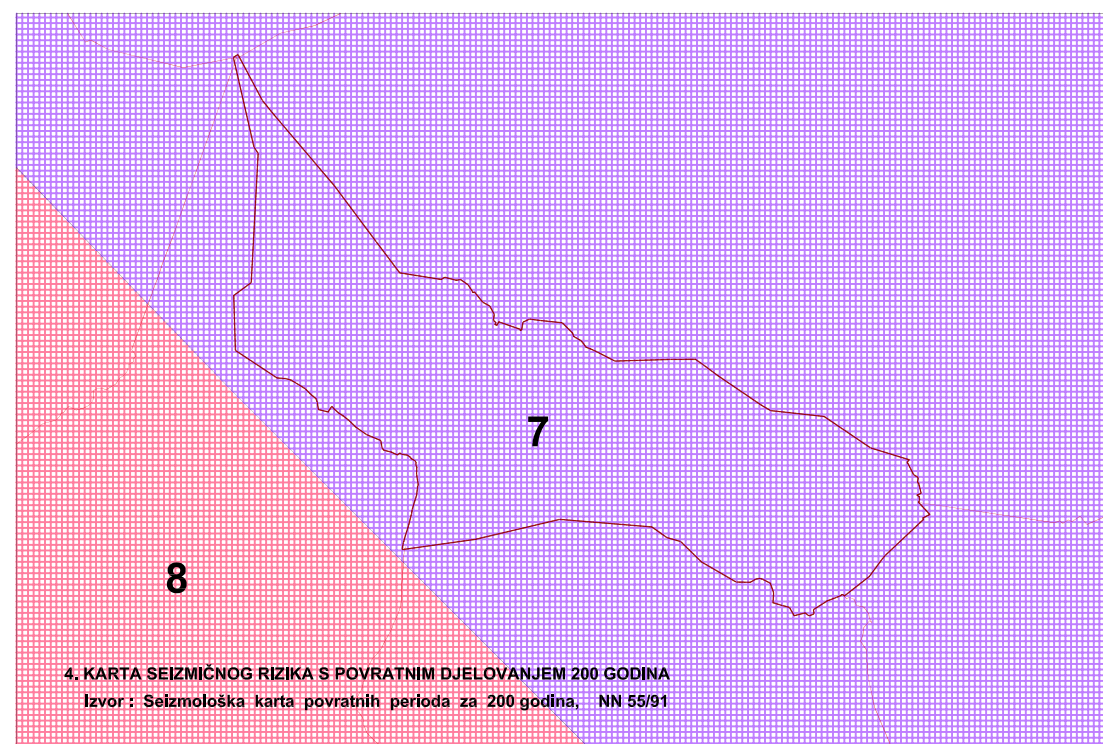 7
8
4. KARTA SEIZMIČNOG RIZIKA S POVRATNIM DJELOVANJEM 200 GODINA
Izvor : Seizmološka karta povratnih perioda za 200 godina, NN 55/91